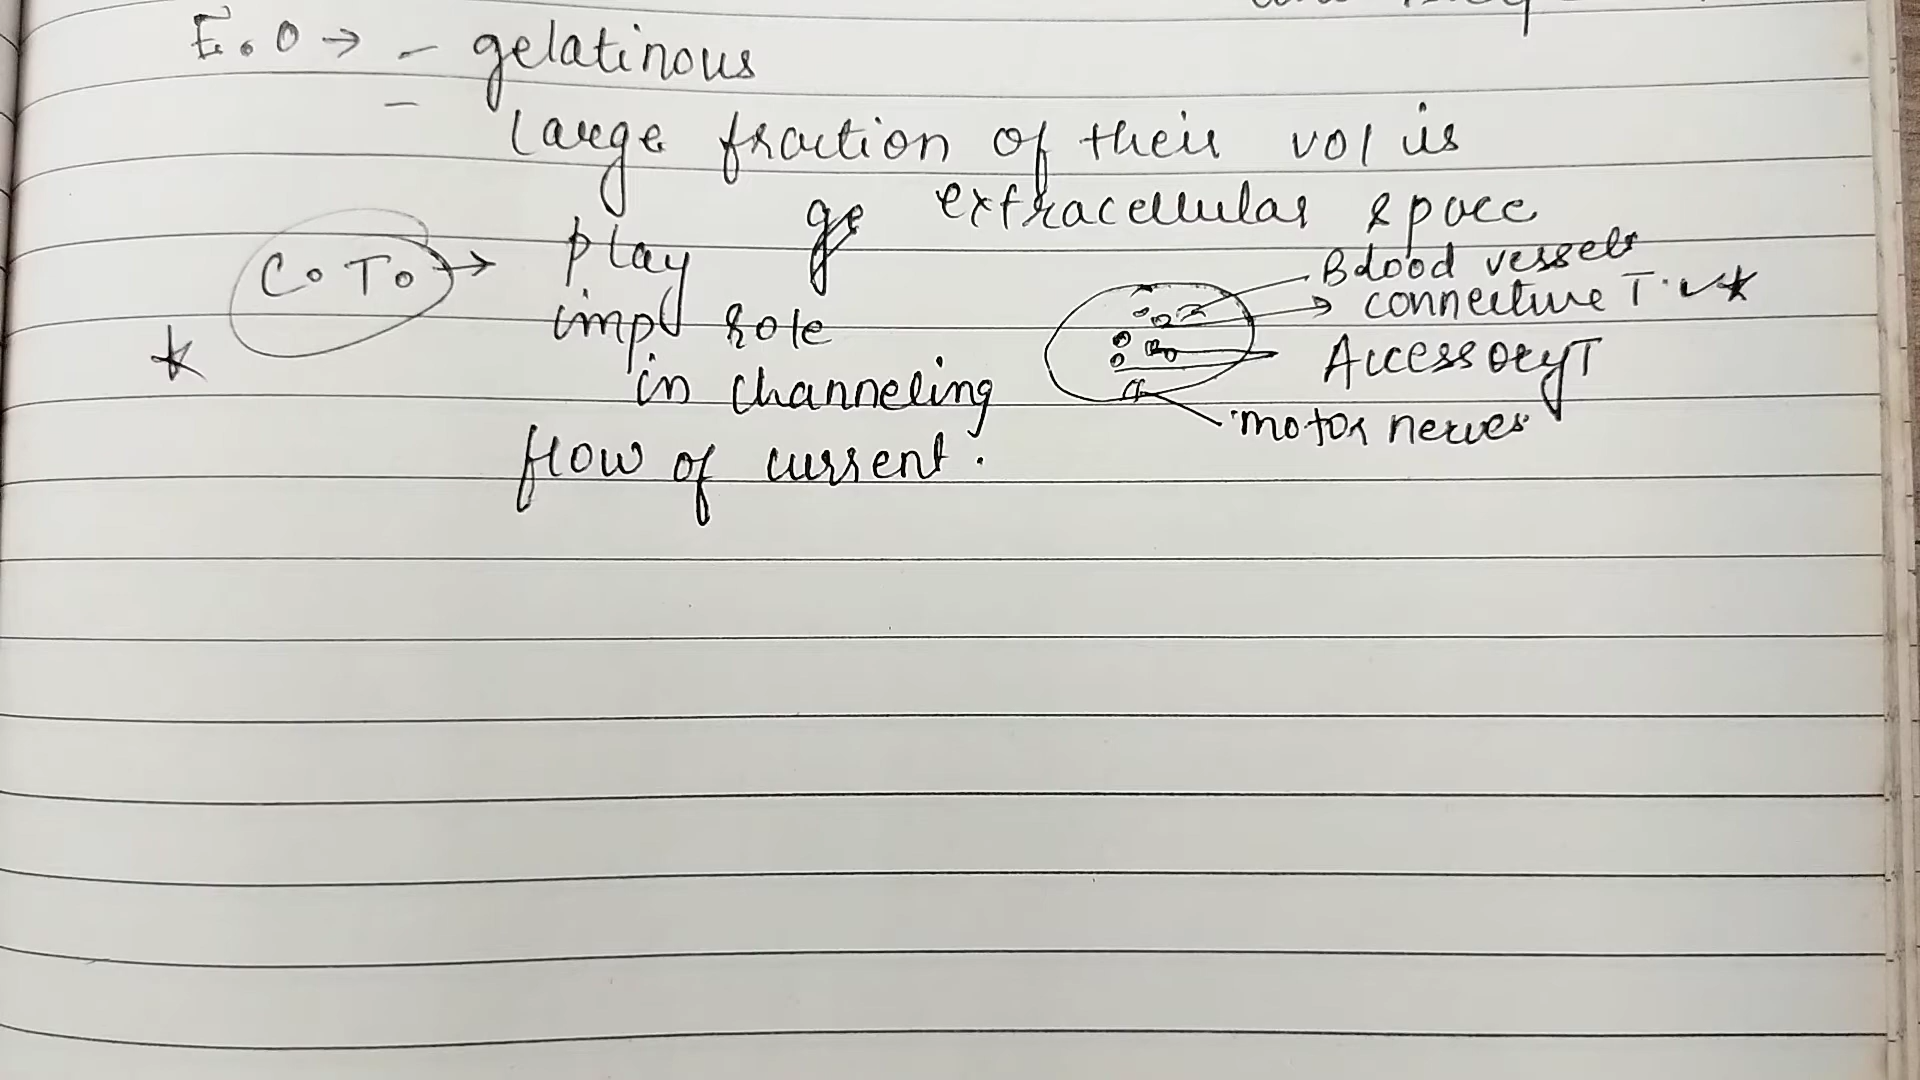 E.O → - gelatinous
-
large fraction of their vol is
ge extracellular space
C.T. → play
imp role
in channeling
flow of current.
Blood vessels
connective T.
Accessory T
motor nerves